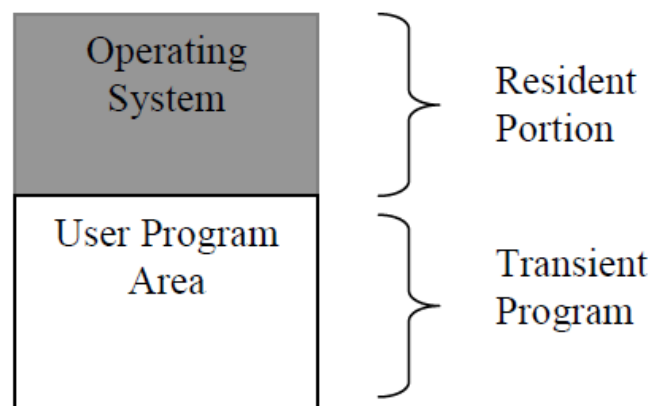 Operating
System
Resident
Portion
User Program
Area
Transient
Program